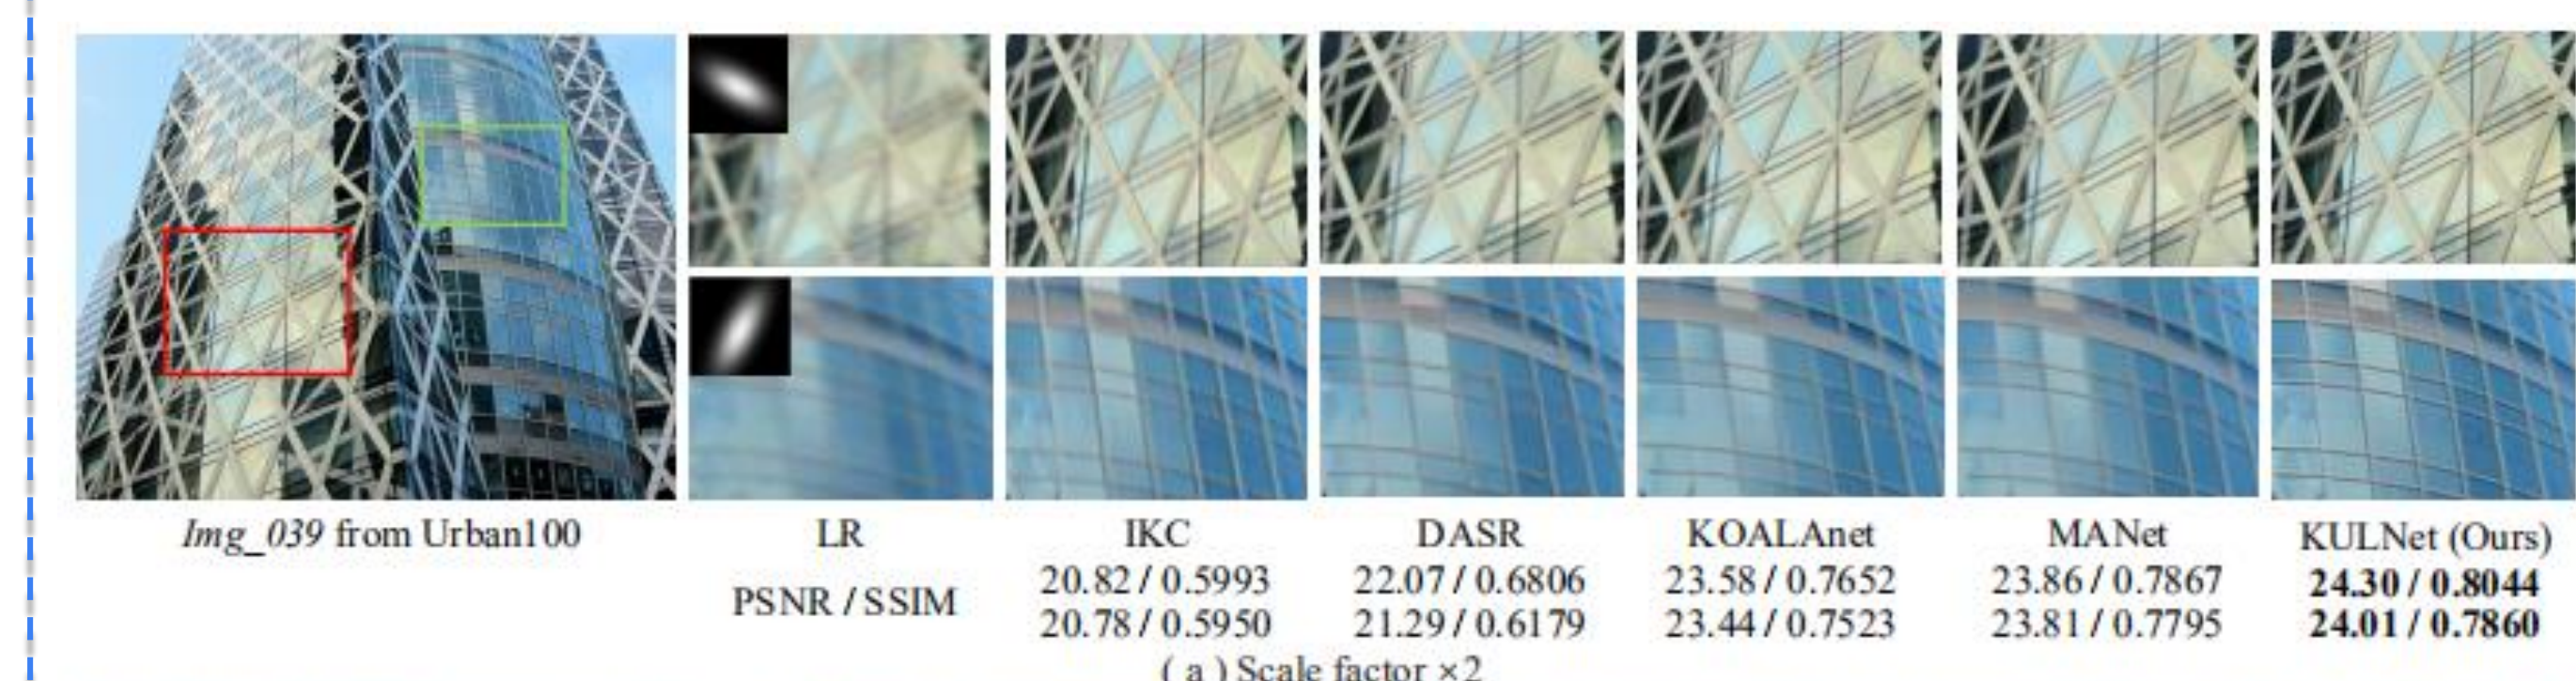 Img_039 from Urban100
LR
IKC
DASR
KOALAnet
MANet
KULNet (Ours)
PSNR / SSIM
20.82 / 0.5993
22.07 / 0.6806
23.58 / 0.7652
23.86 / 0.7867
24.30 / 0.8044
20.78 / 0.5950
21.29 / 0.6179
23.44 / 0.7523
23.81 / 0.7795
24.01 / 0.7860
( a ) Scale factor ×2